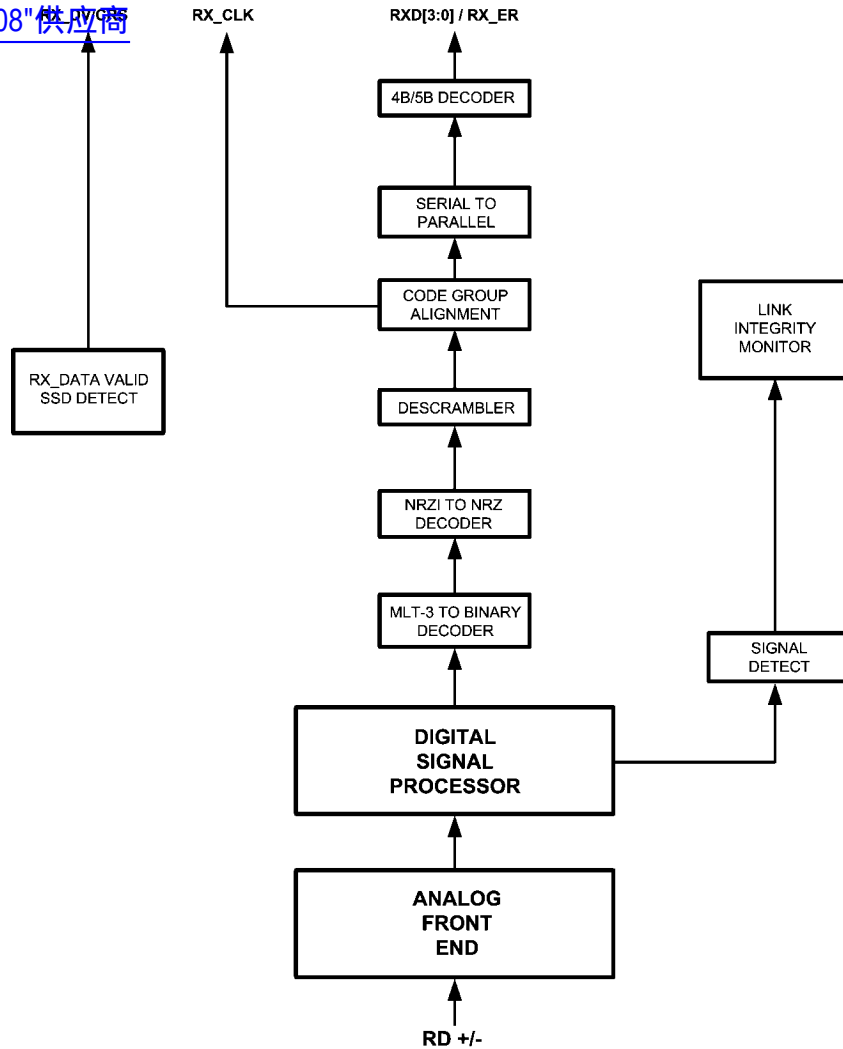 08"供应商
RX_CLK
RXD[3:0] / RX_ER
4B/5B DECODER
SERIAL TO
PARALLEL
CODE GROUP
ALIGNMENT
LINK
INTEGRITY
MONITOR
RX_DATA VALID
SSD DETECT
DESCRAMBLER
NRZI TO NRZ
DECODER
MLT-3 TO BINARY
DECODER
SIGNAL
DETECT
DIGITAL
SIGNAL
PROCESSOR
ANALOG
FRONT
END
RD +/-